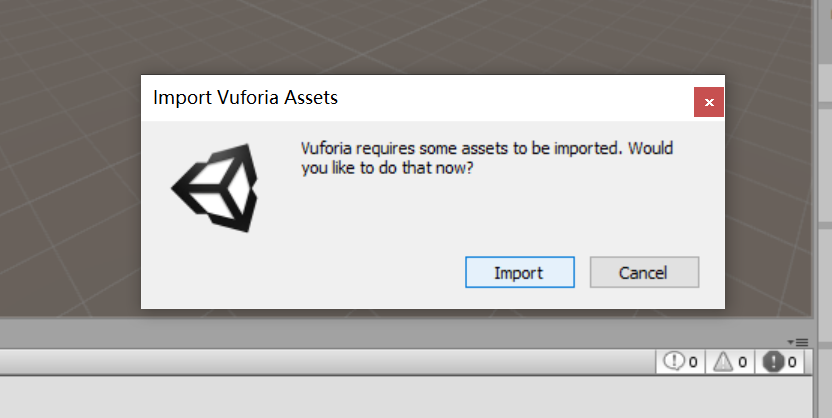 Import Vuforia Assets
x
Vuforia requires some assets to be imported. Would
you like to do that now?
Import Cancel
0 0 0